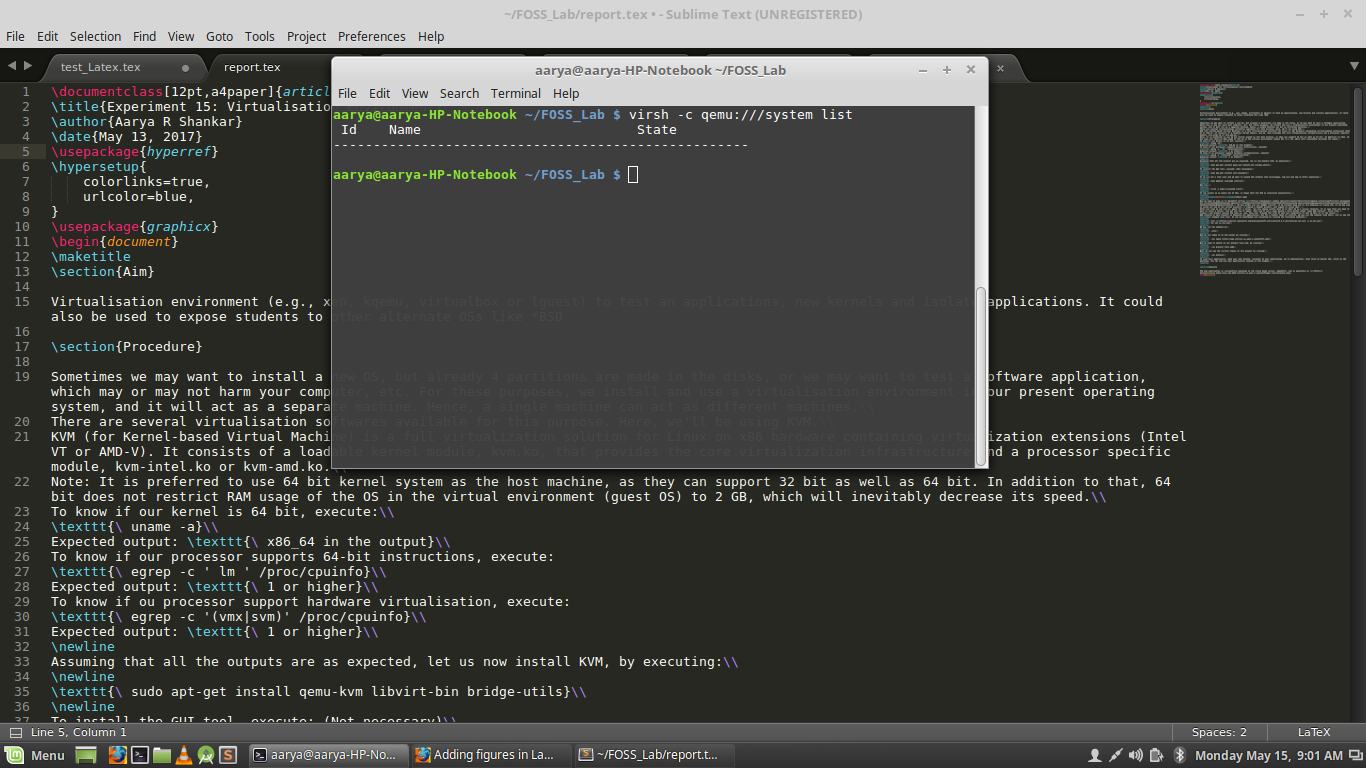 ~/FOSS_Lab/report.tex • - Sublime Text (UNREGISTERED)
File Edit Selection Find View Goto Tools Project Preferences Help
test_Latex.tex
report.tex
aarya@aarya-HP-Notebook ~/FOSS_Lab
File Edit View Search Terminal Help
aarya@aarya-HP-Notebook ~/FOSS_Lab $ virsh -c qemu:///system list
Id Name State
----------------------------------------------------
aarya@aarya-HP-Notebook ~/FOSS_Lab $
1 \documentclass[12pt,a4paper]{artic
2 \title{Experiment 15: Virtualisatio
3 \author{Aarya R Shankar}
4 \date{May 13, 2017}
5 \usepackage{hyperref}
6 \hypersetup{
7 colorlinks=true,
8 urlcolor=blue,
9 }
10 \usepackage{graphicx}
11 \begin{document}
12 \maketitle
13 \section{Aim}
14
15 Virtualisation environment (e.g., xen, kqemu, virtualbox or lguest) to test an applications, new kernels and isolate applications. It could
also be used to expose students to other alternate OSs like *BSD
16
17 \section{Procedure}
18
19 Sometimes we may want to install a new OS, but already 4 partitions are made in the disks, or we may want to test a software application,
which may or may not harm your computer, etc. For these purposes, we install and use a virtualisation environment in our present operating
system, and it will act as a separate machine. Hence, a single machine can act as different machines.
20 There are several virtualisation softwares available for this purpose. Here, we'll be using KVM.\\
21 KVM (for Kernel-based Virtual Machine) is a full virtualization solution for Linux on x86 hardware containing virtualization extensions (Intel
VT or AMD-V). It consists of a loadable kernel module, kvm.ko, that provides the core virtualization infrastructure and a processor specific
module, kvm-intel.ko or kvm-amd.ko.\\
22 Note: It is preferred to use 64 bit kernel system as the host machine, as they can support 32 bit as well as 64 bit. In addition to that, 64
bit does not restrict RAM usage of the OS in the virtual environment (guest OS) to 2 GB, which will inevitably decrease its speed.\\
23 To know if our kernel is 64 bit, execute:\\
24 \texttt{\ uname -a}\\
25 Expected output: \texttt{\ x86_64 in the output}\\
26 To know if our processor supports 64-bit instructions, execute:
27 \texttt{\ egrep -c ' lm ' /proc/cpuinfo}\\
28 Expected output: \texttt{\ 1 or higher}\\
29 To know if ou processor support hardware virtualisation, execute:
30 \texttt{\ egrep -c '(vmx|svm)' /proc/cpuinfo}\\
31 Expected output: \texttt{\ 1 or higher}\\
32 \newline
33 Assuming that all the outputs are as expected, let us now install KVM, by executing:\\
34 \newline
35 \texttt{\ sudo apt-get install qemu-kvm libvirt-bin bridge-utils}\\
36 \newline
37 To install the GUI tool, execute: (Not necessary)\\
Line 5, Column 1
Spaces: 2
LaTeX
Menu
aarya@aarya-HP-No...
Adding figures in La...
~/FOSS_Lab/report.t...
Monday May 15, 9:01 AM